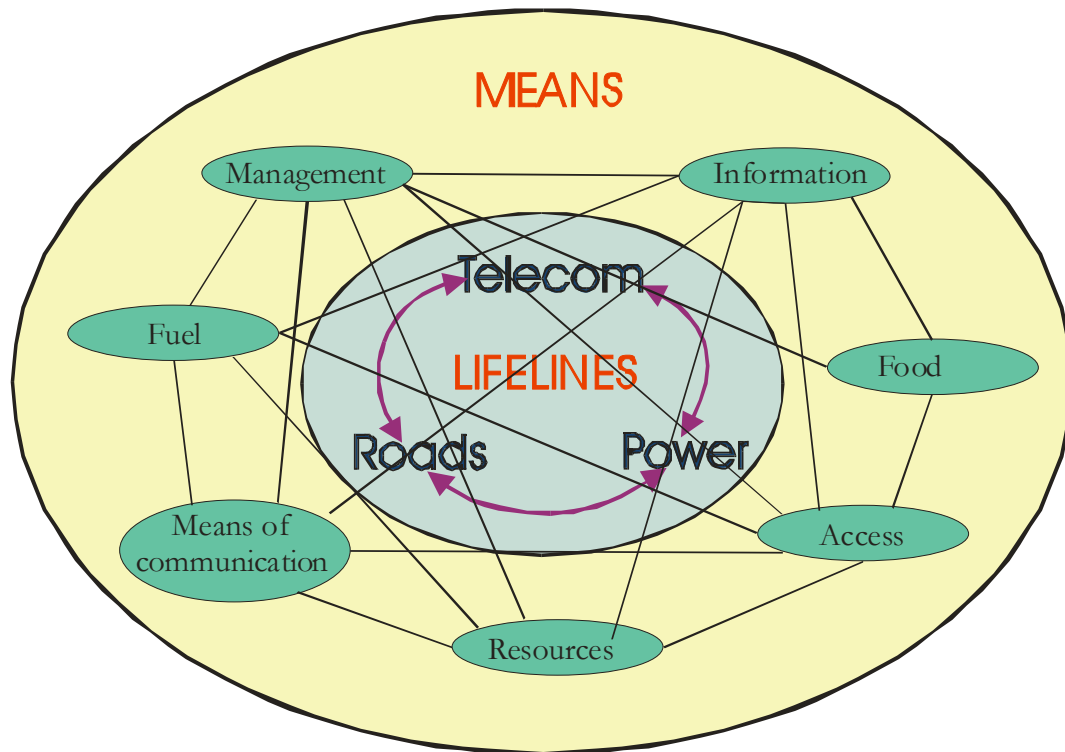 MEANS
Management
Information
Telecom
Fuel
Food
LIFELINES
Roads
Power
Means of
communication
Access
Resources